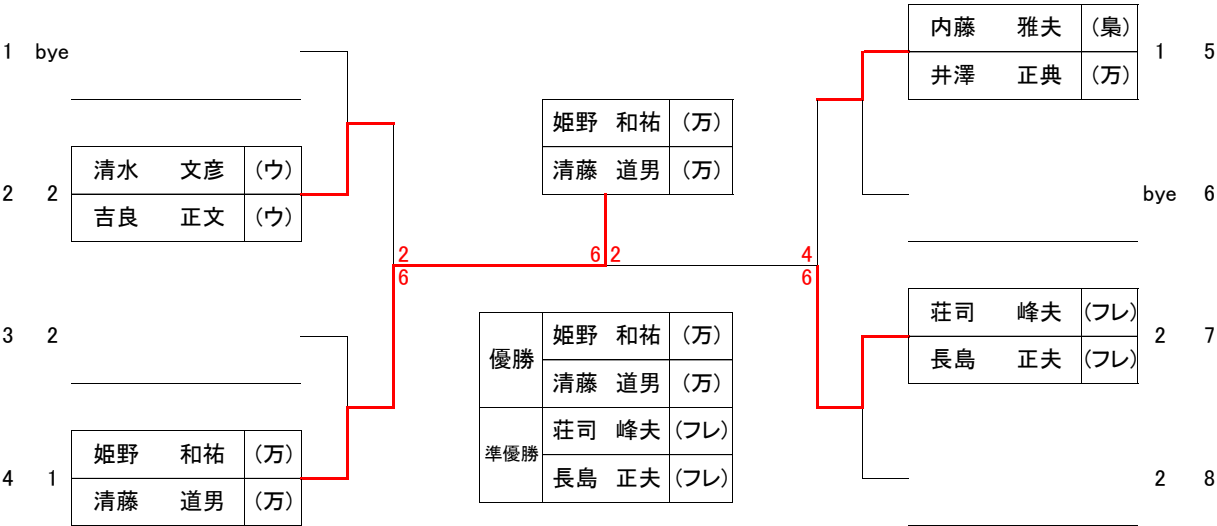 1 bye
清水 文彦 (ウ)
2 2
吉良 正文 (ウ)
3 2
姫野 和祐 (万)
4 1
清藤 道男 (万)
2
6
姫野 和祐 (万)
清藤 道男 (万)
6 2
優勝
姫野 和祐 (万)
清藤 道男 (万)
準優勝
荘司 峰夫 (フレ)
長島 正夫 (フレ)
4
6
内藤 雅夫 (梟)
1 5
井澤 正典 (万)
bye 6
荘司 峰夫 (フレ)
2 7
長島 正夫 (フレ)
2 8